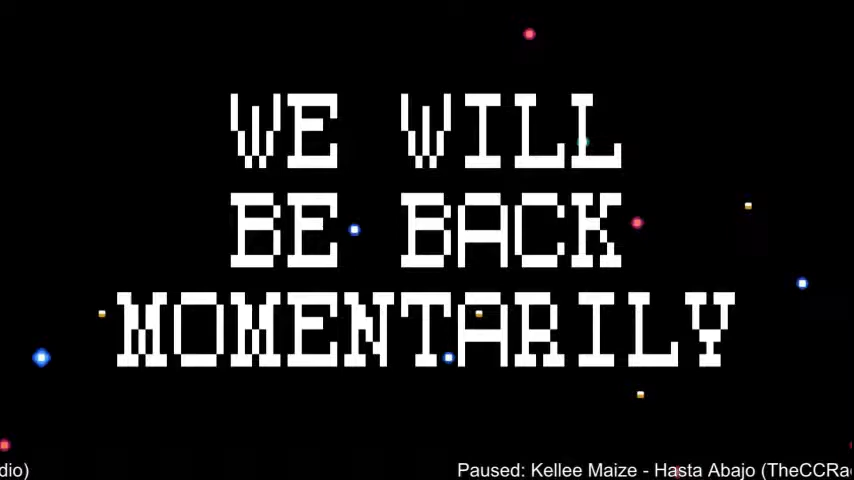 WE WILL
BE BACK
MOMENTARILY
dio) Paused: Kellee Maize - Hasta Abajo (TheCCRa